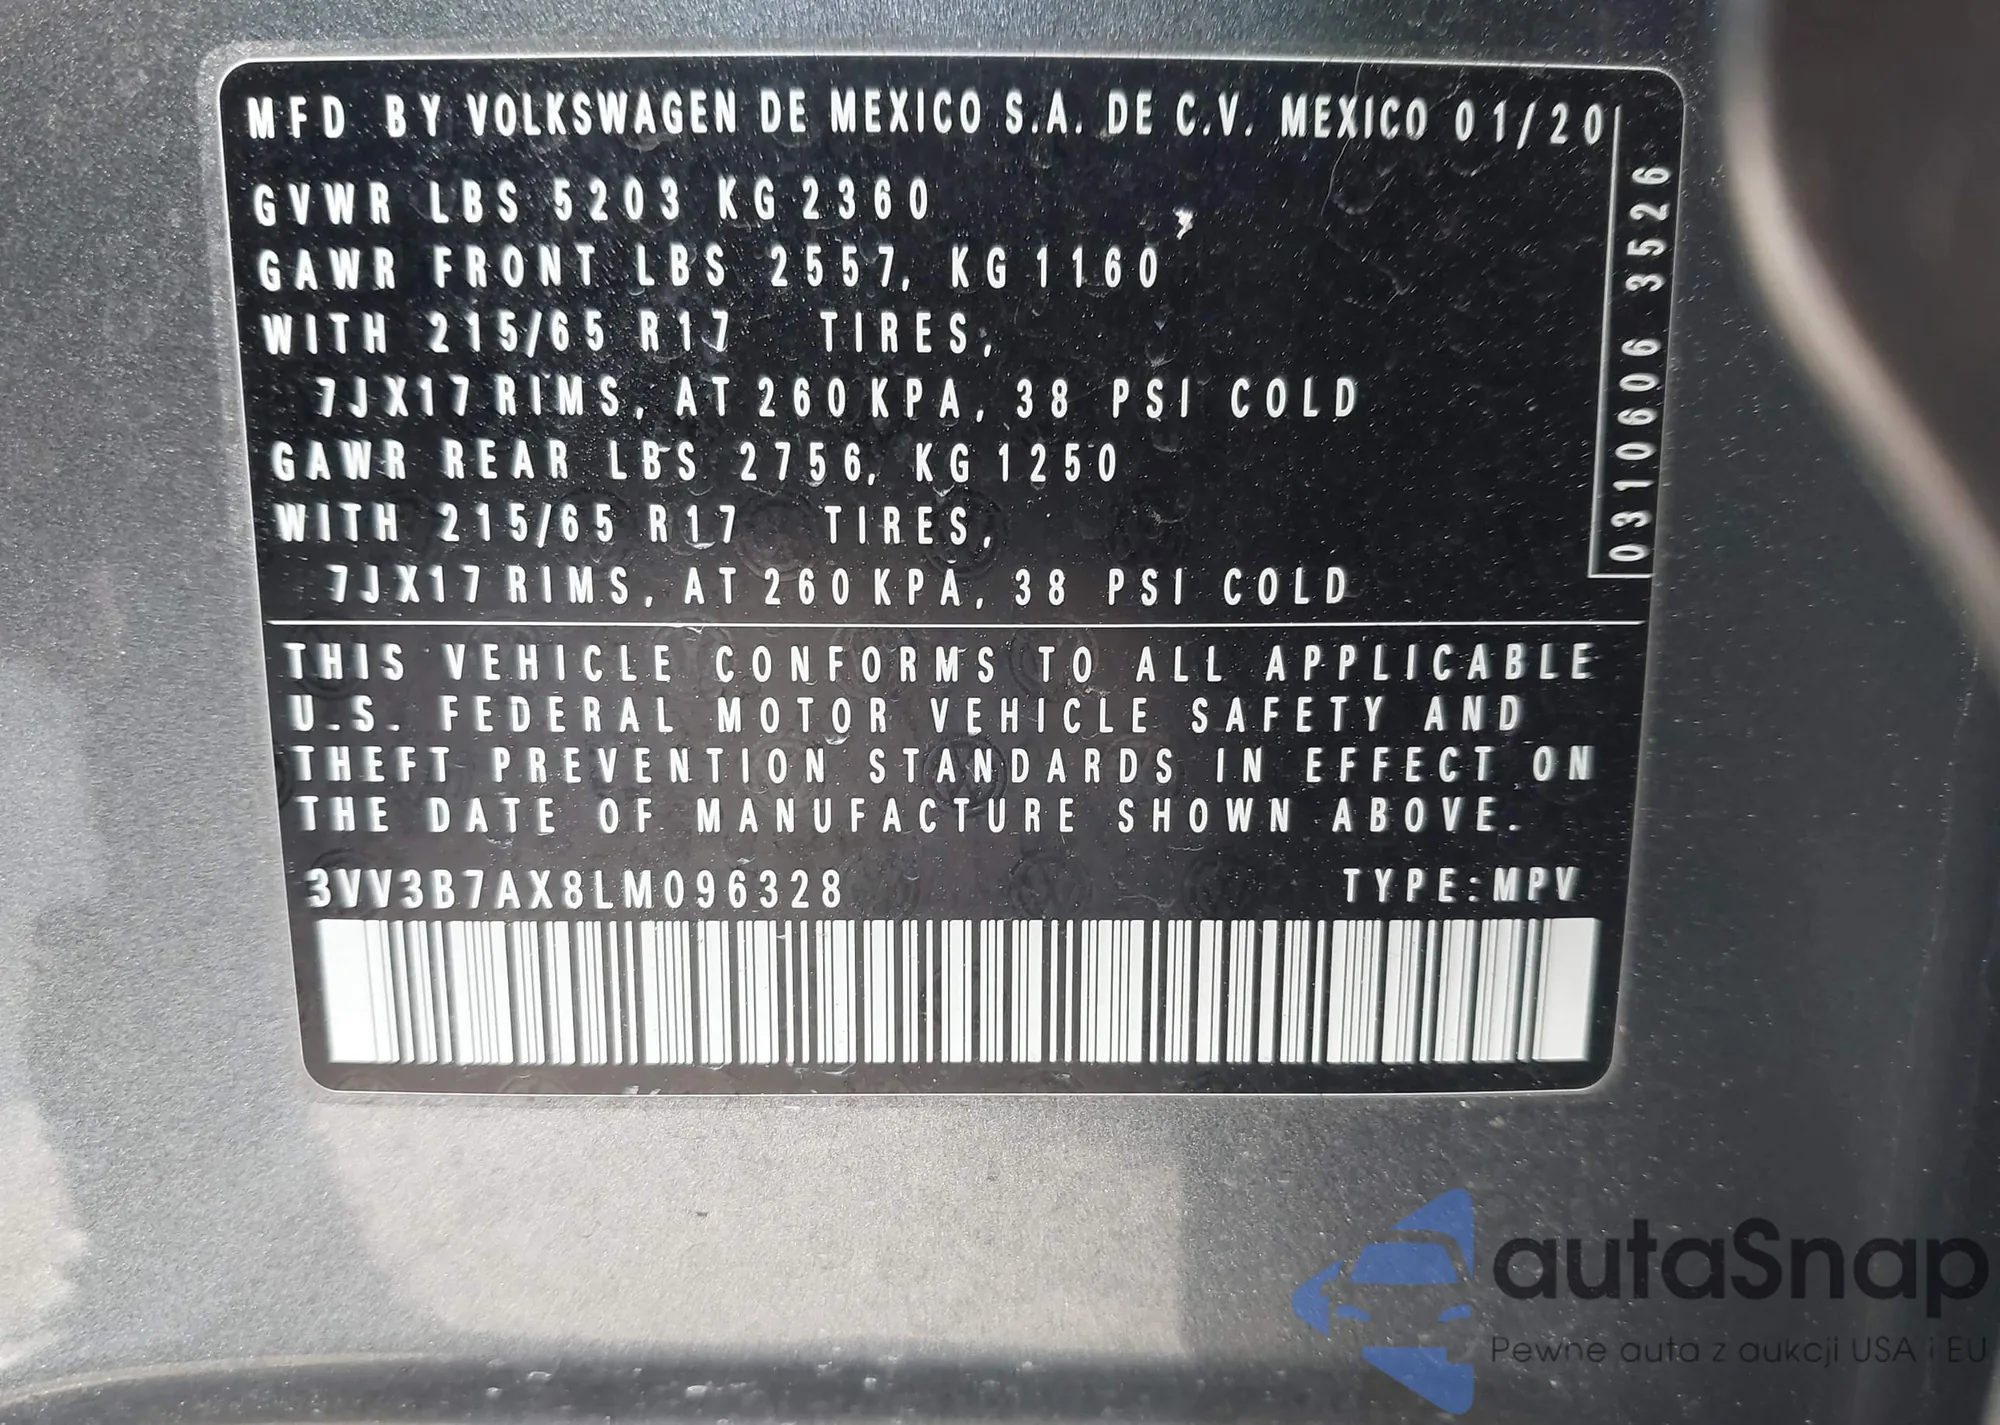 MFD BY VOLKSWAGEN DE MEXICO S.A. DE C.V. MEXICO 01/20
GVWR LBS 5203 KG 2360
GAWR FRONT LBS 2557, KG 1160
WITH 215/65 R17 TIRES,
7JX17 RIMS, AT 260 KPA, 38 PSI COLD
GAWR REAR LBS 2756, KG 1250
WITH 215/65 R17 TIRES,
7JX17 RIMS, AT 260 KPA, 38 PSI COLD
0310606 3526
THIS VEHICLE CONFORMS TO ALL APPLICABLE
U.S. FEDERAL MOTOR VEHICLE SAFETY AND
THEFT PREVENTION STANDARDS IN EFFECT ON
THE DATE OF MANUFACTURE SHOWN ABOVE.
3VV3B7AX8LM096328 TYPE: MPV
autaSnap
Pewne auta z aukcji USA i EU